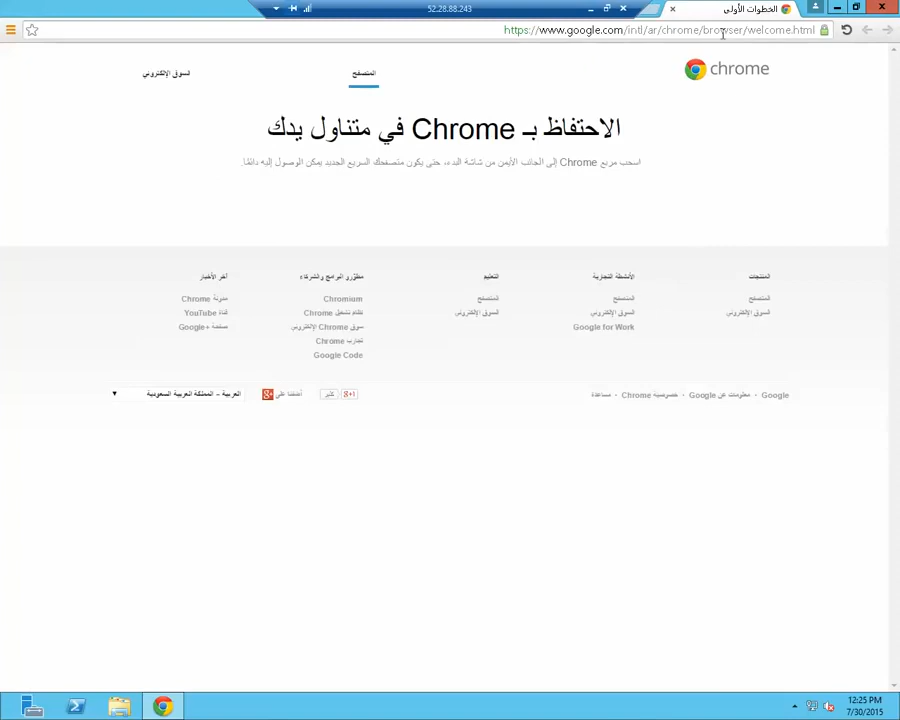 52.28.88.243
الخطوات الأولى
https://www.google.com/intl/ar/chrome/browser/welcome.html
chrome
المتصفح
السوق الإلكتروني
الاحتفاظ بـ Chrome في متناول يدك
اسحب مربع Chrome إلى الجانب الأيمن من شاشة البدء، حتى يكون متصفحك السريع الجديد يمكن الوصول إليه دائمًا.
المنتجات
المتصفح
السوق الإلكتروني
الأنشطة التجارية
المتصفح
السوق الإلكتروني
Google for Work
التعليم
المتصفح
السوق الإلكتروني
مطوّرو البرامج والشركاء
Chromium
نظام تشغيل Chrome
سوق Chrome الإلكتروني
تجارب Chrome
Google Code
آخر الأخبار
مدونة Chrome
قناة YouTube
صفحة Google+
Google • معلومات عن Google • خصوصية Chrome • مساعدة
g+1
أضفنا على
العربية - المملكة العربية السعودية
12:25 PM
7/30/2015